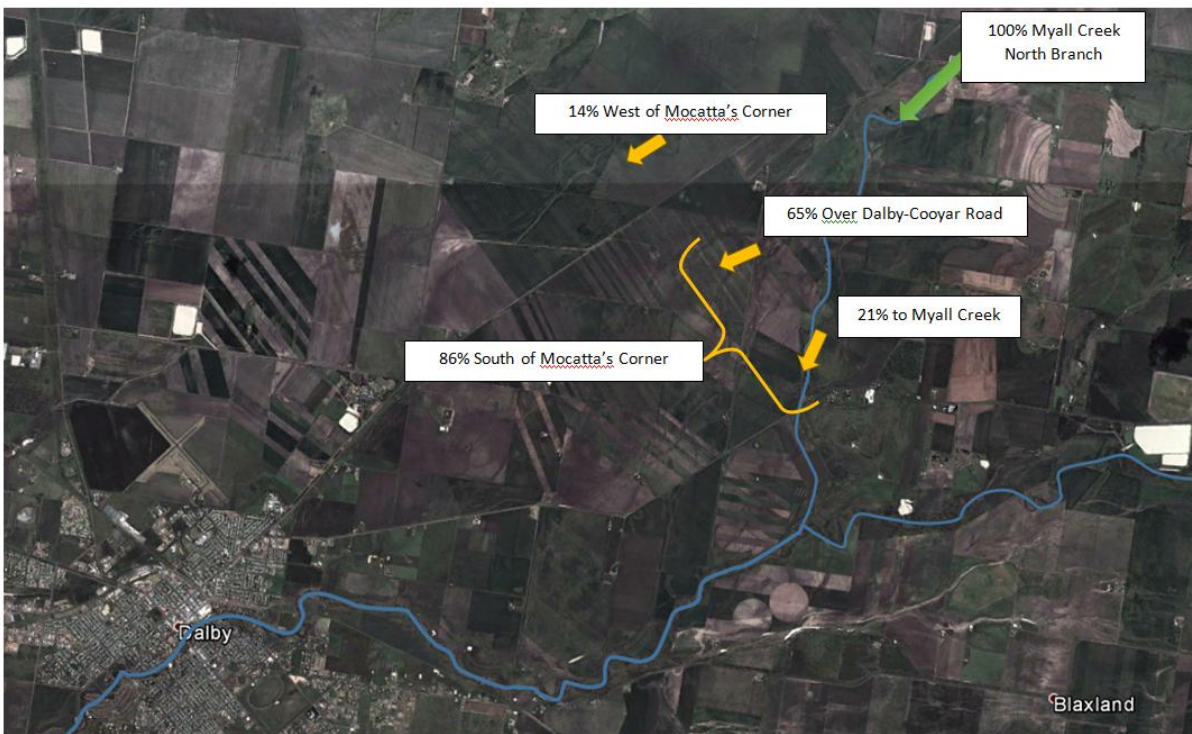 100% Myall Creek
North Branch
14% West of Mocatta's Corner
65% Over Dalby-Cooyar Road
21% to Myall Creek
86% South of Mocatta's Corner
Dalby
Blaxland